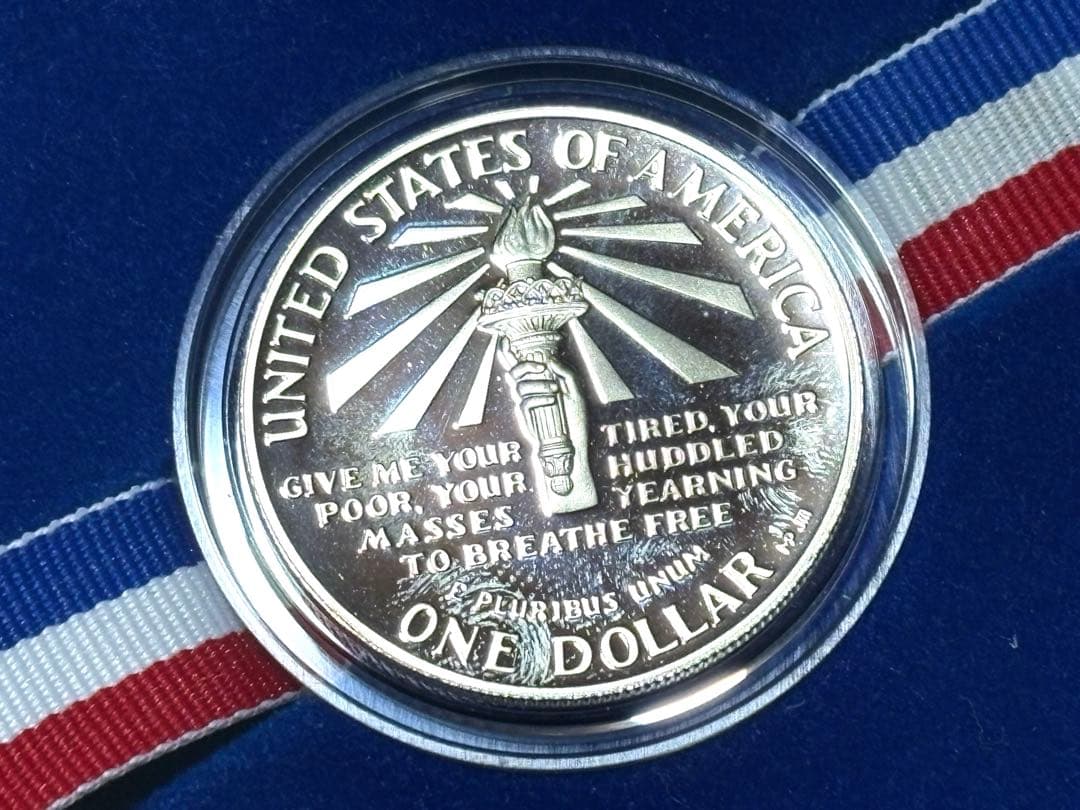 UNITED STATES OF AMERICA
GIVE ME YOUR TIRED, YOUR
POOR, YOUR HUDDLED
MASSES YEARNING
TO BREATHE FREE
E PLURIBUS UNUM
ONE DOLLAR